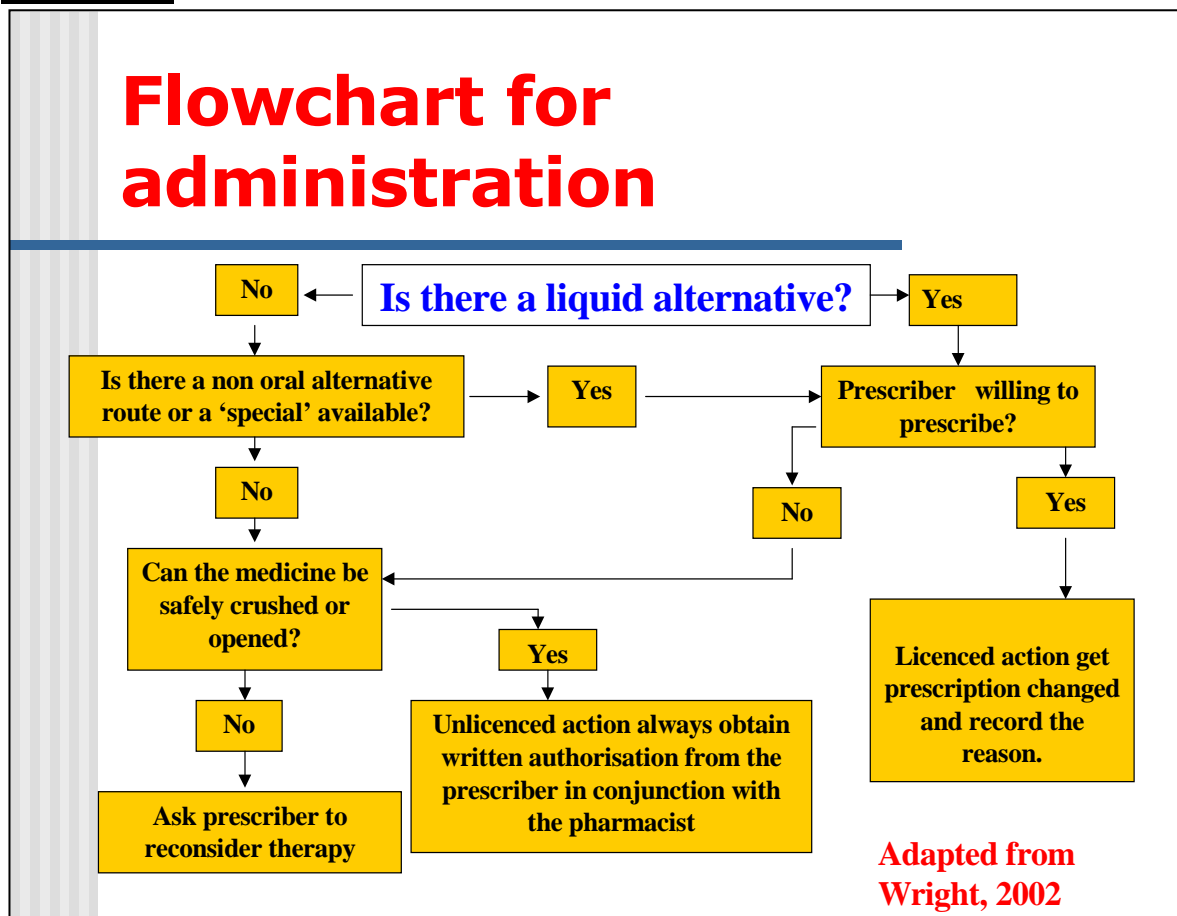 Flowchart for
administration
No
Is there a liquid alternative?
Yes
Is there a non oral alternative
route or a ‘special’ available?
Yes
Prescriber willing to
prescribe?
No
No
Yes
Can the medicine be
safely crushed or
opened?
Yes
Licenced action get
prescription changed
and record the
reason.
No
Unlicenced action always obtain
written authorisation from the
prescriber in conjunction with
the pharmacist
Ask prescriber to
reconsider therapy
Adapted from
Wright, 2002